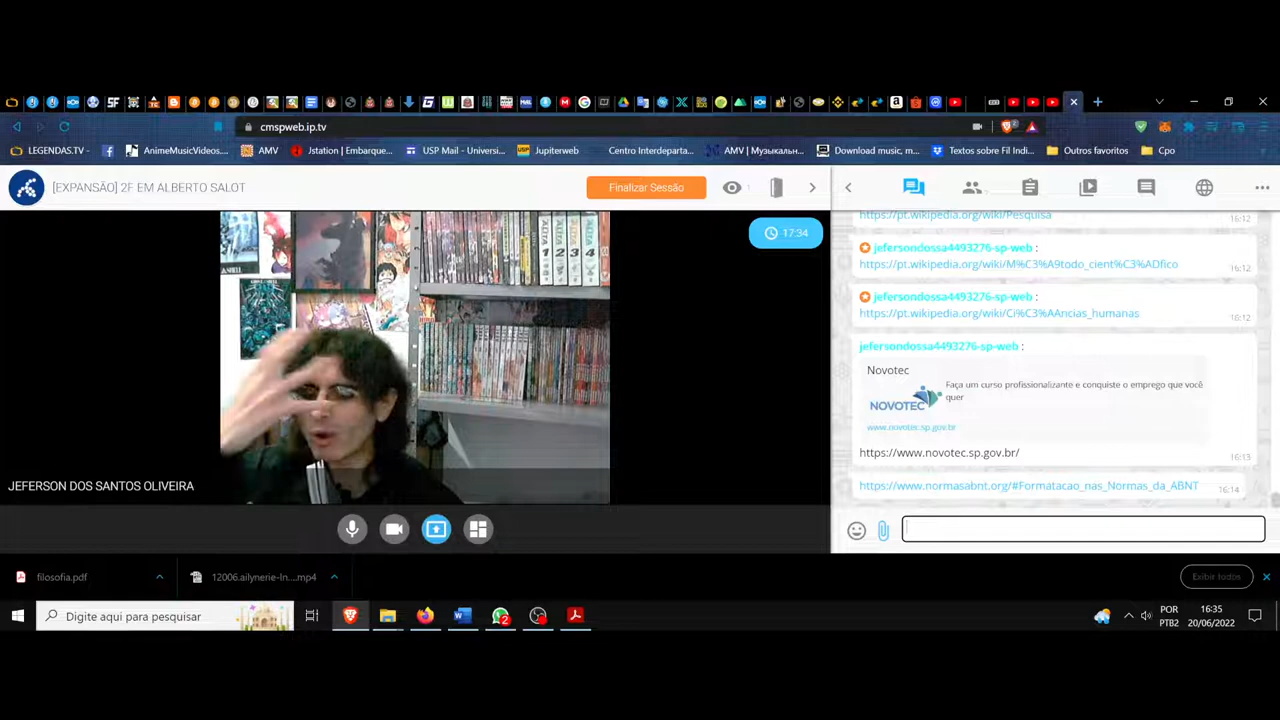 cmspweb.ip.tv
LEGENDAS.TV -
AnimeMusicVideos...
AMV
Jstation | Embarque...
USP Mail - Universi...
Jupiterweb
Centro Interdeparta...
AMV | Музыкальн...
Download music, m...
Textos sobre Fil Indi...
Outros favoritos
Cpo
[EXPANSÃO] 2F EM ALBERTO SALOT
Finalizar Sessão
1
17:34
JEFERSON DOS SANTOS OLIVEIRA
https://pt.wikipedia.org/wiki/Pesquisa
16:12
jefersondossa4493276-sp-web :
https://pt.wikipedia.org/wiki/M%C3%A9todo_cient%C3%ADfico
16:12
jefersondossa4493276-sp-web :
https://pt.wikipedia.org/wiki/Ci%C3%AAncias_humanas
16:12
jefersondossa4493276-sp-web :
Novotec
NOVOTEC
Faça um curso profissionalizante e conquiste o emprego que você
quer
www.novotec.sp.gov.br
https://www.novotec.sp.gov.br/
16:13
https://www.normasabnt.org/#Formatacao_nas_Normas_da_ABNT
16:14
filosofia.pdf
12006.ailynerie-In....mp4
Exibir todos
Digite aqui para pesquisar
2
POR
PTB2
16:35
20/06/2022